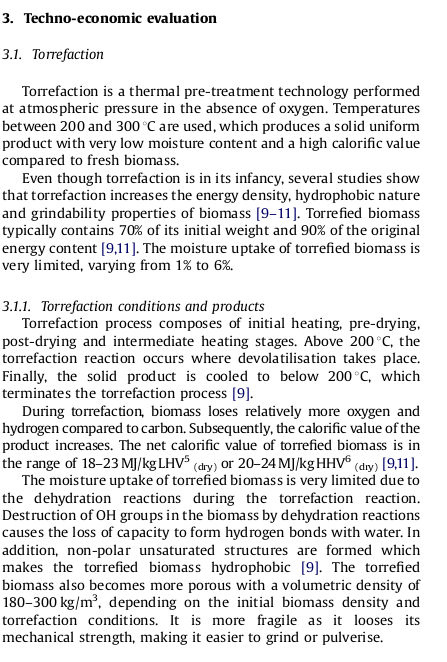 3. Techno-economic evaluation
3.1. Torrefaction
Torrefaction is a thermal pre-treatment technology performed
at atmospheric pressure in the absence of oxygen. Temperatures
between 200 and 300 °C are used, which produces a solid uniform
product with very low moisture content and a high calorific value
compared to fresh biomass.
Even though torrefaction is in its infancy, several studies show
that torrefaction increases the energy density, hydrophobic nature
and grindability properties of biomass [9–11]. Torrefied biomass
typically contains 70% of its initial weight and 90% of the original
energy content [9,11]. The moisture uptake of torrefied biomass is
very limited, varying from 1% to 6%.
3.1.1. Torrefaction conditions and products
Torrefaction process composes of initial heating, pre-drying,
post-drying and intermediate heating stages. Above 200 °C, the
torrefaction reaction occurs where devolatilisation takes place.
Finally, the solid product is cooled to below 200 °C, which
terminates the torrefaction process [9].
During torrefaction, biomass loses relatively more oxygen and
hydrogen compared to carbon. Subsequently, the calorific value of the
product increases. The net calorific value of torrefied biomass is in
the range of 18–23 MJ/kg LHV⁵ (dry) or 20–24 MJ/kg HHV⁶ (dry) [9,11].
The moisture uptake of torrefied biomass is very limited due to
the dehydration reactions during the torrefaction reaction.
Destruction of OH groups in the biomass by dehydration reactions
causes the loss of capacity to form hydrogen bonds with water. In
addition, non-polar unsaturated structures are formed which
makes the torrefied biomass hydrophobic [9]. The torrefied
biomass also becomes more porous with a volumetric density of
180–300 kg/m³, depending on the initial biomass density and
torrefaction conditions. It is more fragile as it looses its
mechanical strength, making it easier to grind or pulverise.